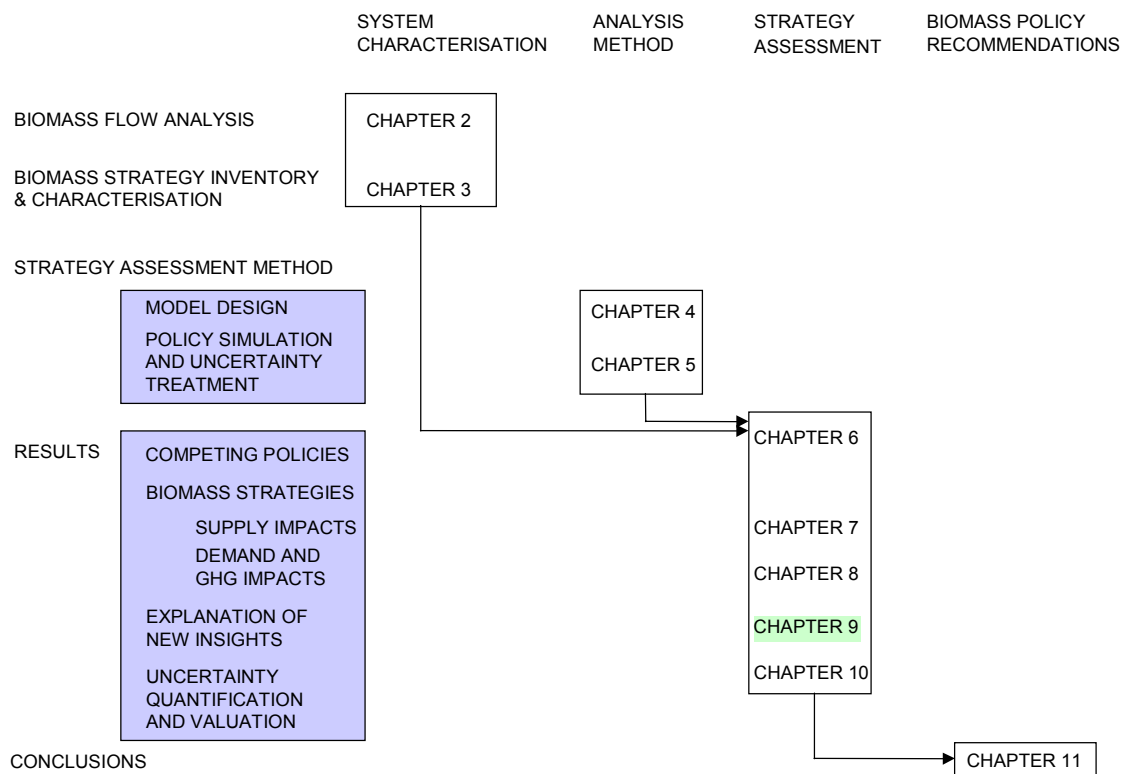 SYSTEM
CHARACTERISATION
ANALYSIS
METHOD
STRATEGY
ASSESSMENT
BIOMASS POLICY
RECOMMENDATIONS
BIOMASS FLOW ANALYSIS
CHAPTER 2
BIOMASS STRATEGY INVENTORY
& CHARACTERISATION
CHAPTER 3
STRATEGY ASSESSMENT METHOD
MODEL DESIGN
CHAPTER 4
POLICY SIMULATION
AND UNCERTAINTY
TREATMENT
CHAPTER 5
RESULTS
COMPETING POLICIES
CHAPTER 6
BIOMASS STRATEGIES
SUPPLY IMPACTS
CHAPTER 7
DEMAND AND
GHG IMPACTS
CHAPTER 8
EXPLANATION OF
NEW INSIGHTS
CHAPTER 9
UNCERTAINTY
QUANTIFICATION
AND VALUATION
CHAPTER 10
CONCLUSIONS
CHAPTER 11